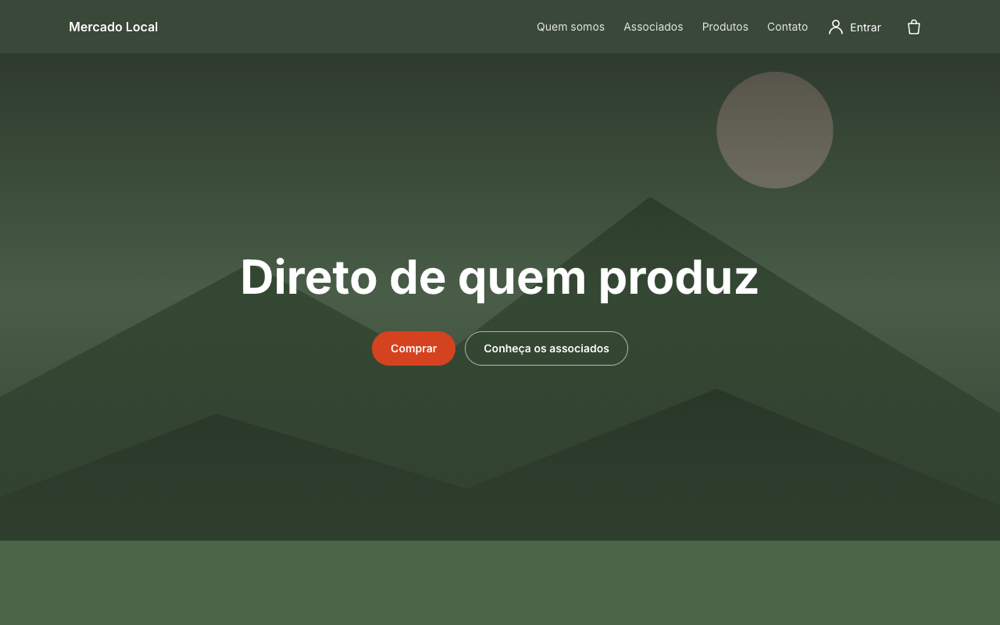 Mercado Local
Quem somos
Associados
Produtos
Contato
Entrar
Direto de quem produz
Comprar
Conheça os associados